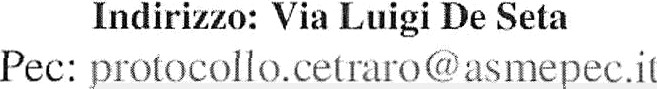 Indirizzo: Via Luigi De Seta
Pec: protocollo.cetraro@asmepec.it